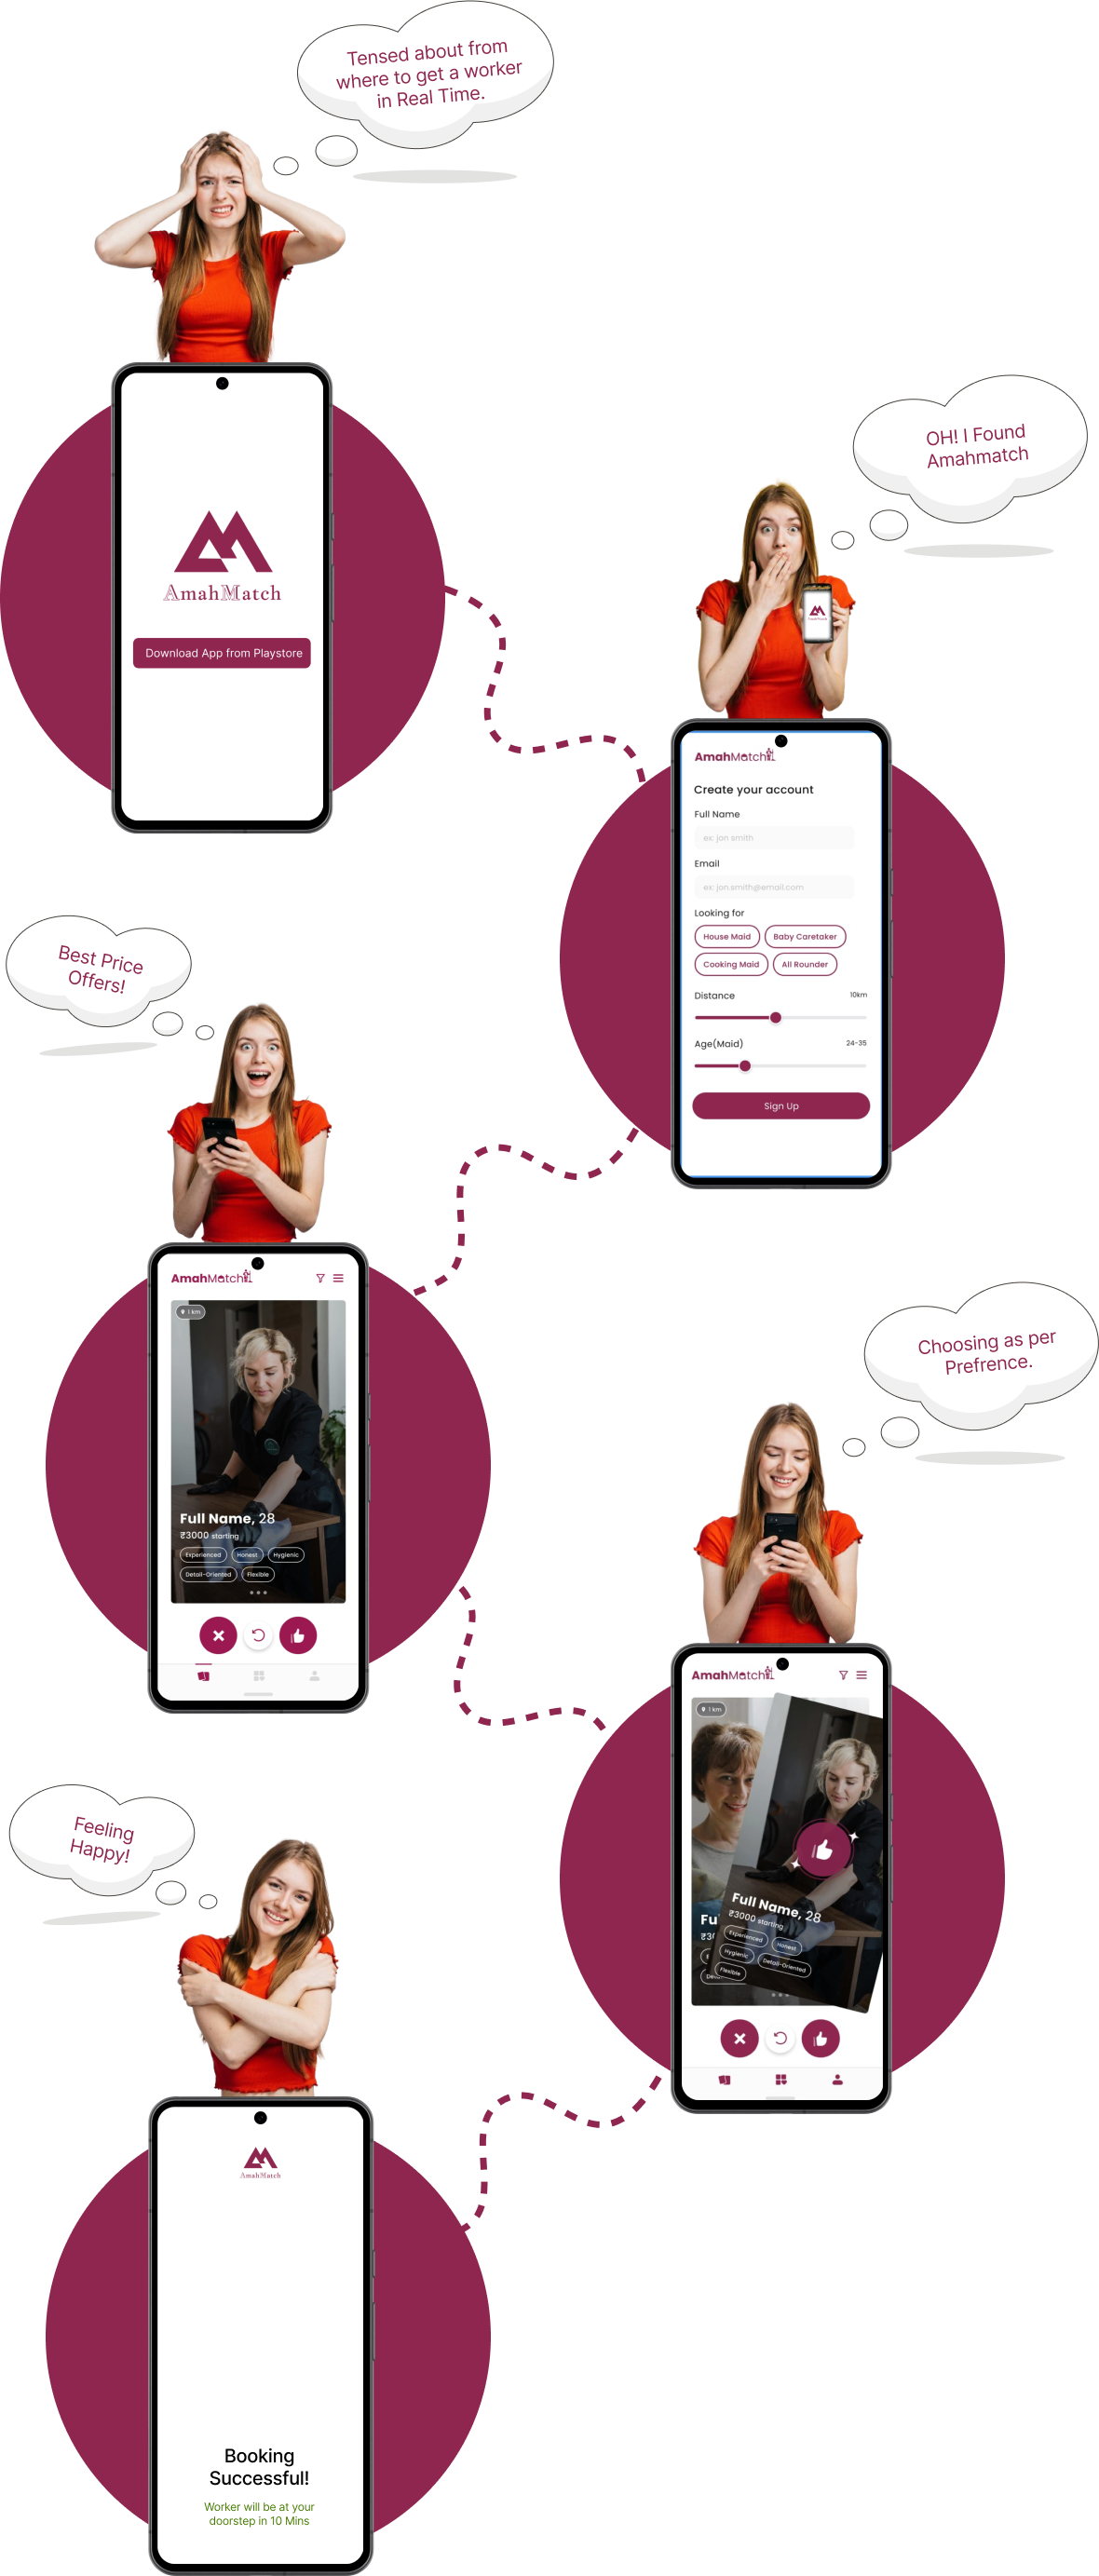 Tensed about from
where to get a worker
in Real Time.
AmahMatch
Download App from Playstore
OH! I Found
Amahmatch
AmahMatch
AmahMatch
Create your account
Full Name
ex: jon smith
Email
ex: jon.smith@email.com
Looking for
House Maid
Baby Caretaker
Cooking Maid
All Rounder
Distance
10km
Age(Maid)
24-35
Sign Up
Best Price
Offers!
AmahMatch
1 km
Full Name, 28
₹3000 starting
Experienced
Honest
Hygienic
Detail-Oriented
Flexible
Choosing as per
Prefrence.
AmahMatch
1 km
Full Name, 28
₹3000 starting
Experienced
Honest
Hygienic
Detail-Oriented
Flexible
Fu
₹30
Feeling
Happy!
AmahMatch
Booking
Successful!
Worker will be at your
doorstep in 10 Mins